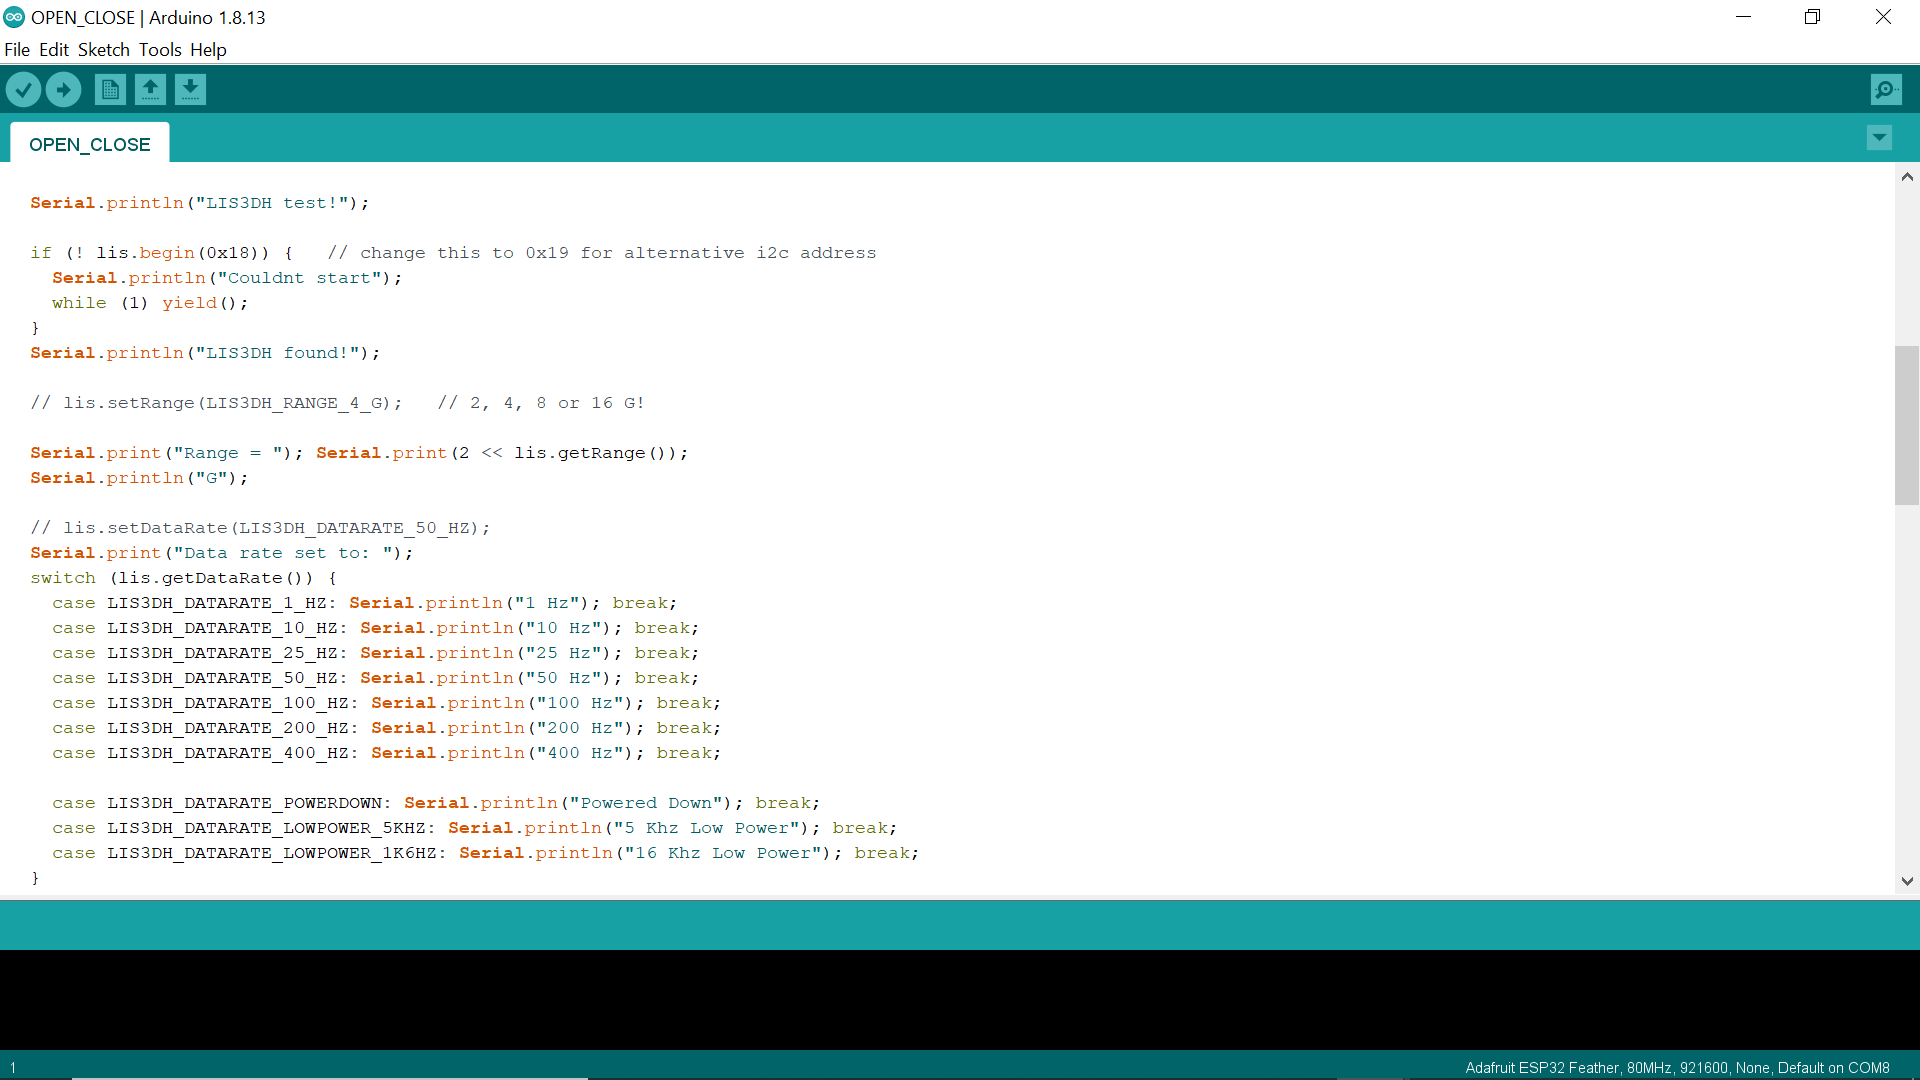 OPEN_CLOSE | Arduino 1.8.13
File Edit Sketch Tools Help
OPEN_CLOSE
Serial.println("LIS3DH test!");
if (! lis.begin(0x18)) {   // change this to 0x19 for alternative i2c address
Serial.println("Couldnt start");
while (1) yield();
}
Serial.println("LIS3DH found!");
// lis.setRange(LIS3DH_RANGE_4_G);   // 2, 4, 8 or 16 G!
Serial.print("Range = "); Serial.print(2 << lis.getRange());
Serial.println("G");
// lis.setDataRate(LIS3DH_DATARATE_50_HZ);
Serial.print("Data rate set to: ");
switch (lis.getDataRate()) {
case LIS3DH_DATARATE_1_HZ: Serial.println("1 Hz"); break;
case LIS3DH_DATARATE_10_HZ: Serial.println("10 Hz"); break;
case LIS3DH_DATARATE_25_HZ: Serial.println("25 Hz"); break;
case LIS3DH_DATARATE_50_HZ: Serial.println("50 Hz"); break;
case LIS3DH_DATARATE_100_HZ: Serial.println("100 Hz"); break;
case LIS3DH_DATARATE_200_HZ: Serial.println("200 Hz"); break;
case LIS3DH_DATARATE_400_HZ: Serial.println("400 Hz"); break;
case LIS3DH_DATARATE_POWERDOWN: Serial.println("Powered Down"); break;
case LIS3DH_DATARATE_LOWPOWER_5KHZ: Serial.println("5 Khz Low Power"); break;
case LIS3DH_DATARATE_LOWPOWER_1K6HZ: Serial.println("16 Khz Low Power"); break;
}
1
Adafruit ESP32 Feather, 80MHz, 921600, None, Default on COM8